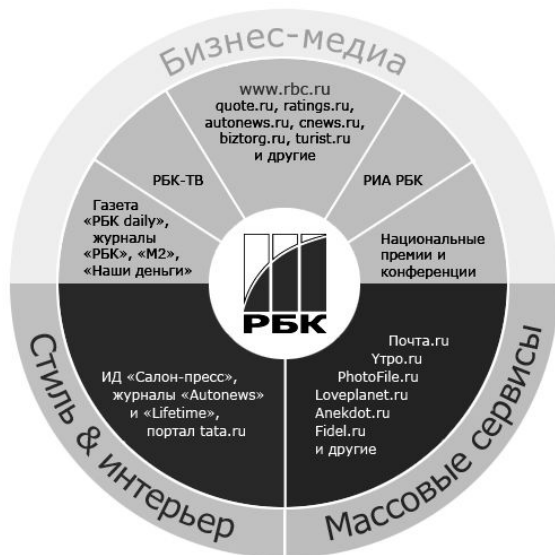 Бизнес-медиа
www.rbc.ru
quote.ru, ratings.ru,
autonews.ru, cnews.ru,
biztorg.ru, turist.ru
и другие
РБК-ТВ
РИА РБК
Газета
«РБК daily»,
журналы
«РБК», «М2»,
«Наши деньги»
Национальные
премии и
конференции
РБК
ИД «Салон-пресс»,
журналы «Autonews»
и «Lifetime»,
портал tata.ru
Почта.ru
Утро.ru
PhotoFile.ru
Loveplanet.ru
Anekdot.ru
Fidel.ru
и другие
Стиль & интерьер
Массовые сервисы